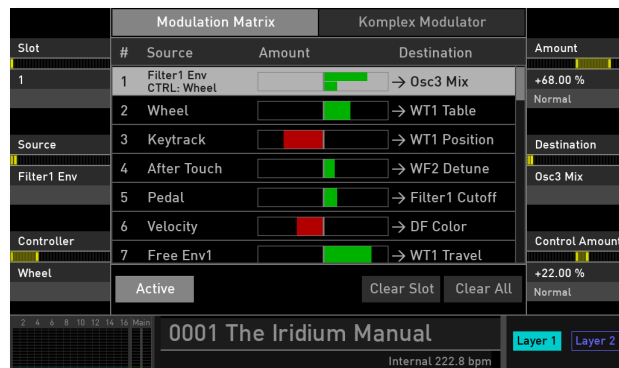 Modulation Matrix
Komplex Modulator
Slot
1
Source
Filter1 Env
Controller
Wheel
# Source Amount Destination
1 Filter1 Env → Osc3 Mix
CTRL: Wheel
2 Wheel → WT1 Table
3 Keytrack → WT1 Position
4 After Touch → WF2 Detune
5 Pedal → Filter1 Cutoff
6 Velocity → DF Color
7 Free Env1 → WT1 Travel
Active
Clear Slot
Clear All
Amount
+68.00 %
Normal
Destination
Osc3 Mix
Control Amount
+22.00 %
Normal
2 4 6 8 10 12 14 16 Main
0001 The Iridium Manual
Internal 222.8 bpm
Layer 1
Layer 2